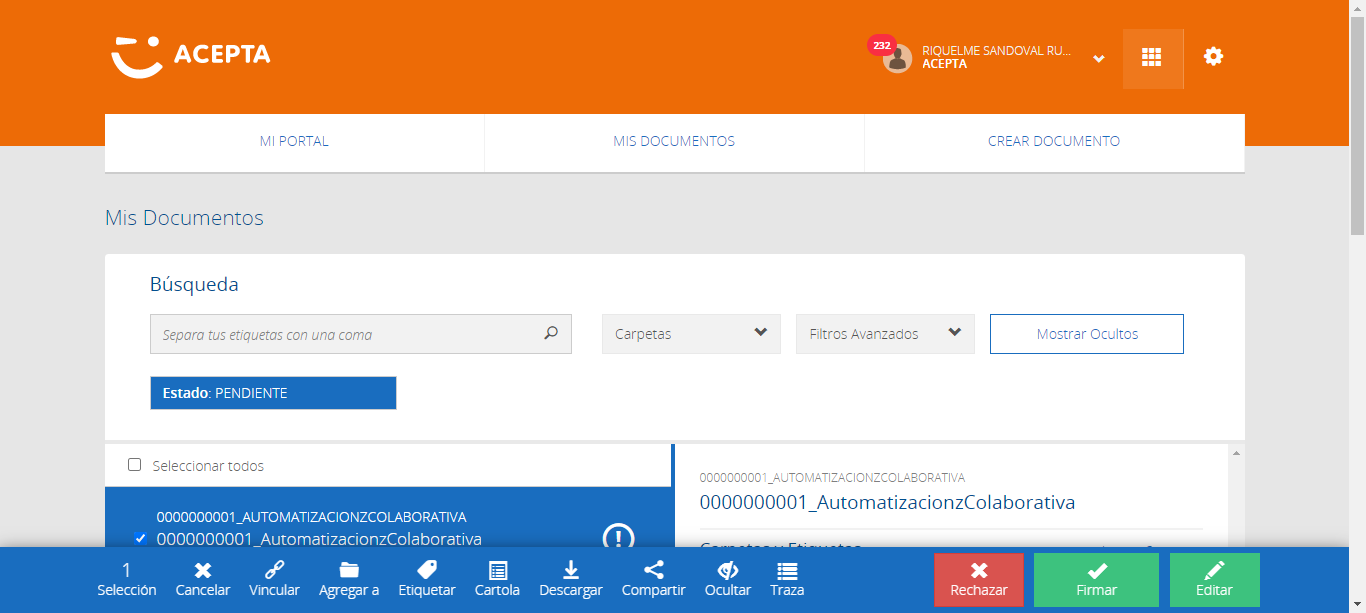 ACEPTA
232
RIQUELME SANDOVAL RU...
ACEPTA
MI PORTAL
MIS DOCUMENTOS
CREAR DOCUMENTO
Mis Documentos
Búsqueda
Separa tus etiquetas con una coma
Carpetas
Filtros Avanzados
Mostrar Ocultos
Estado: PENDIENTE
Seleccionar todos
0000000001_AUTOMATIZACIONZCOLABORATIVA
0000000001_AutomatizacionzColaborativa
0000000001_AUTOMATIZACIONZCOLABORATIVA
0000000001_AutomatizacionzColaborativa
Carpetas y Etiquetas
1
Selección
Cancelar
Vincular
Agregar a
Etiquetar
Cartola
Descargar
Compartir
Ocultar
Traza
Rechazar
Firmar
Editar